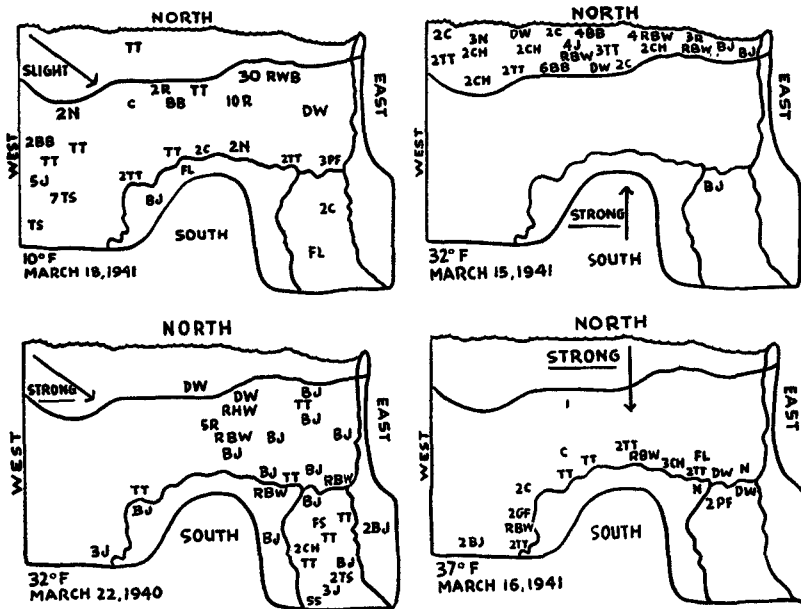 NORTH
TT
SLIGHT
30 RWB
2N
C
2R
BB
TT
10R
DW
EAST
WEST
2BB
TT
TT
5J
7TS
TS
2TT
TT
2C
2N
2TT
3PF
FL
BJ
2C
SOUTH
FL
10°F
MARCH 18,1941
NORTH
2C
3N
DW
2C
4BB
4RBW
3R
2TT
2CH
2CH
4J
RBW
3TT
2CH
RBW
BJ
BJ
2CH
2TT
6BB
DW
2C
EAST
WEST
BJ
STRONG
SOUTH
32°F
MARCH 15,1941
NORTH
STRONG
DW
DW
BJ
RHW
TT
BJ
5R
RBW
BJ
BJ
BJ
EAST
WEST
TT
BJ
BJ
TT
BJ
RBW
RBW
BJ
SOUTH
BJ
FS
TT
TT
2BJ
2CH
TT
BJ
2TS
3J
5S
3J
32°F
MARCH 22,1940
NORTH
STRONG
1
C
TT
TT
2TT
RBW
3CH
FL
2TT
DW
N
N
DW
2PF
2C
2GF
RBW
2TT
2BJ
EAST
WEST
SOUTH
37°F
MARCH 16,1941